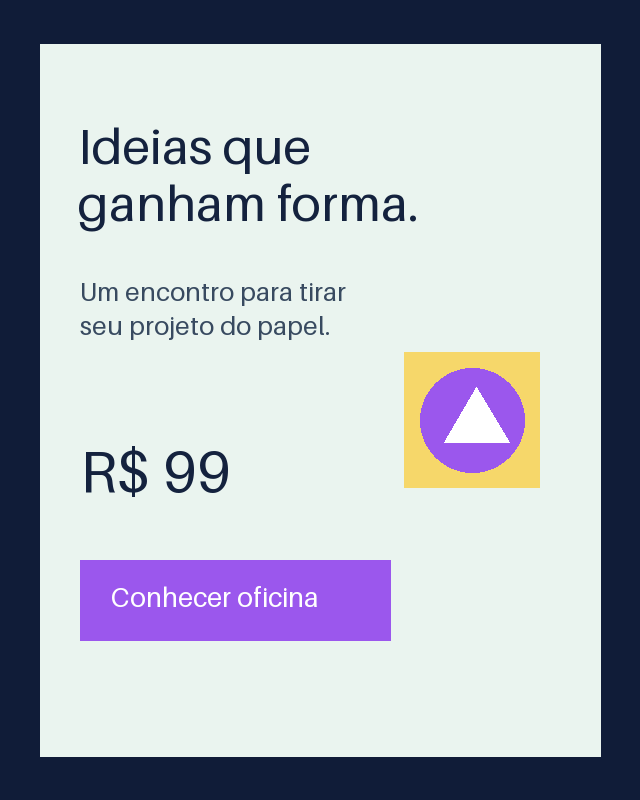 Ideias que
ganham forma.
Um encontro para tirar
seu projeto do papel.
R$ 99
Conhecer oficina